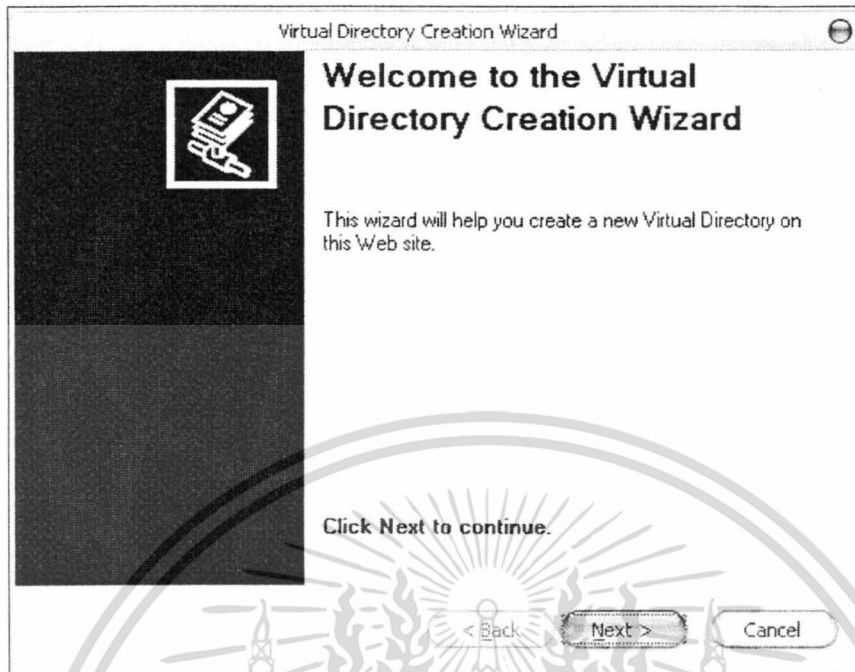 Virtual Directory Creation Wizard
Welcome to the Virtual
Directory Creation Wizard
This wizard will help you create a new Virtual Directory on
this Web site.
Click Next to continue.
< Back
Next >
Cancel